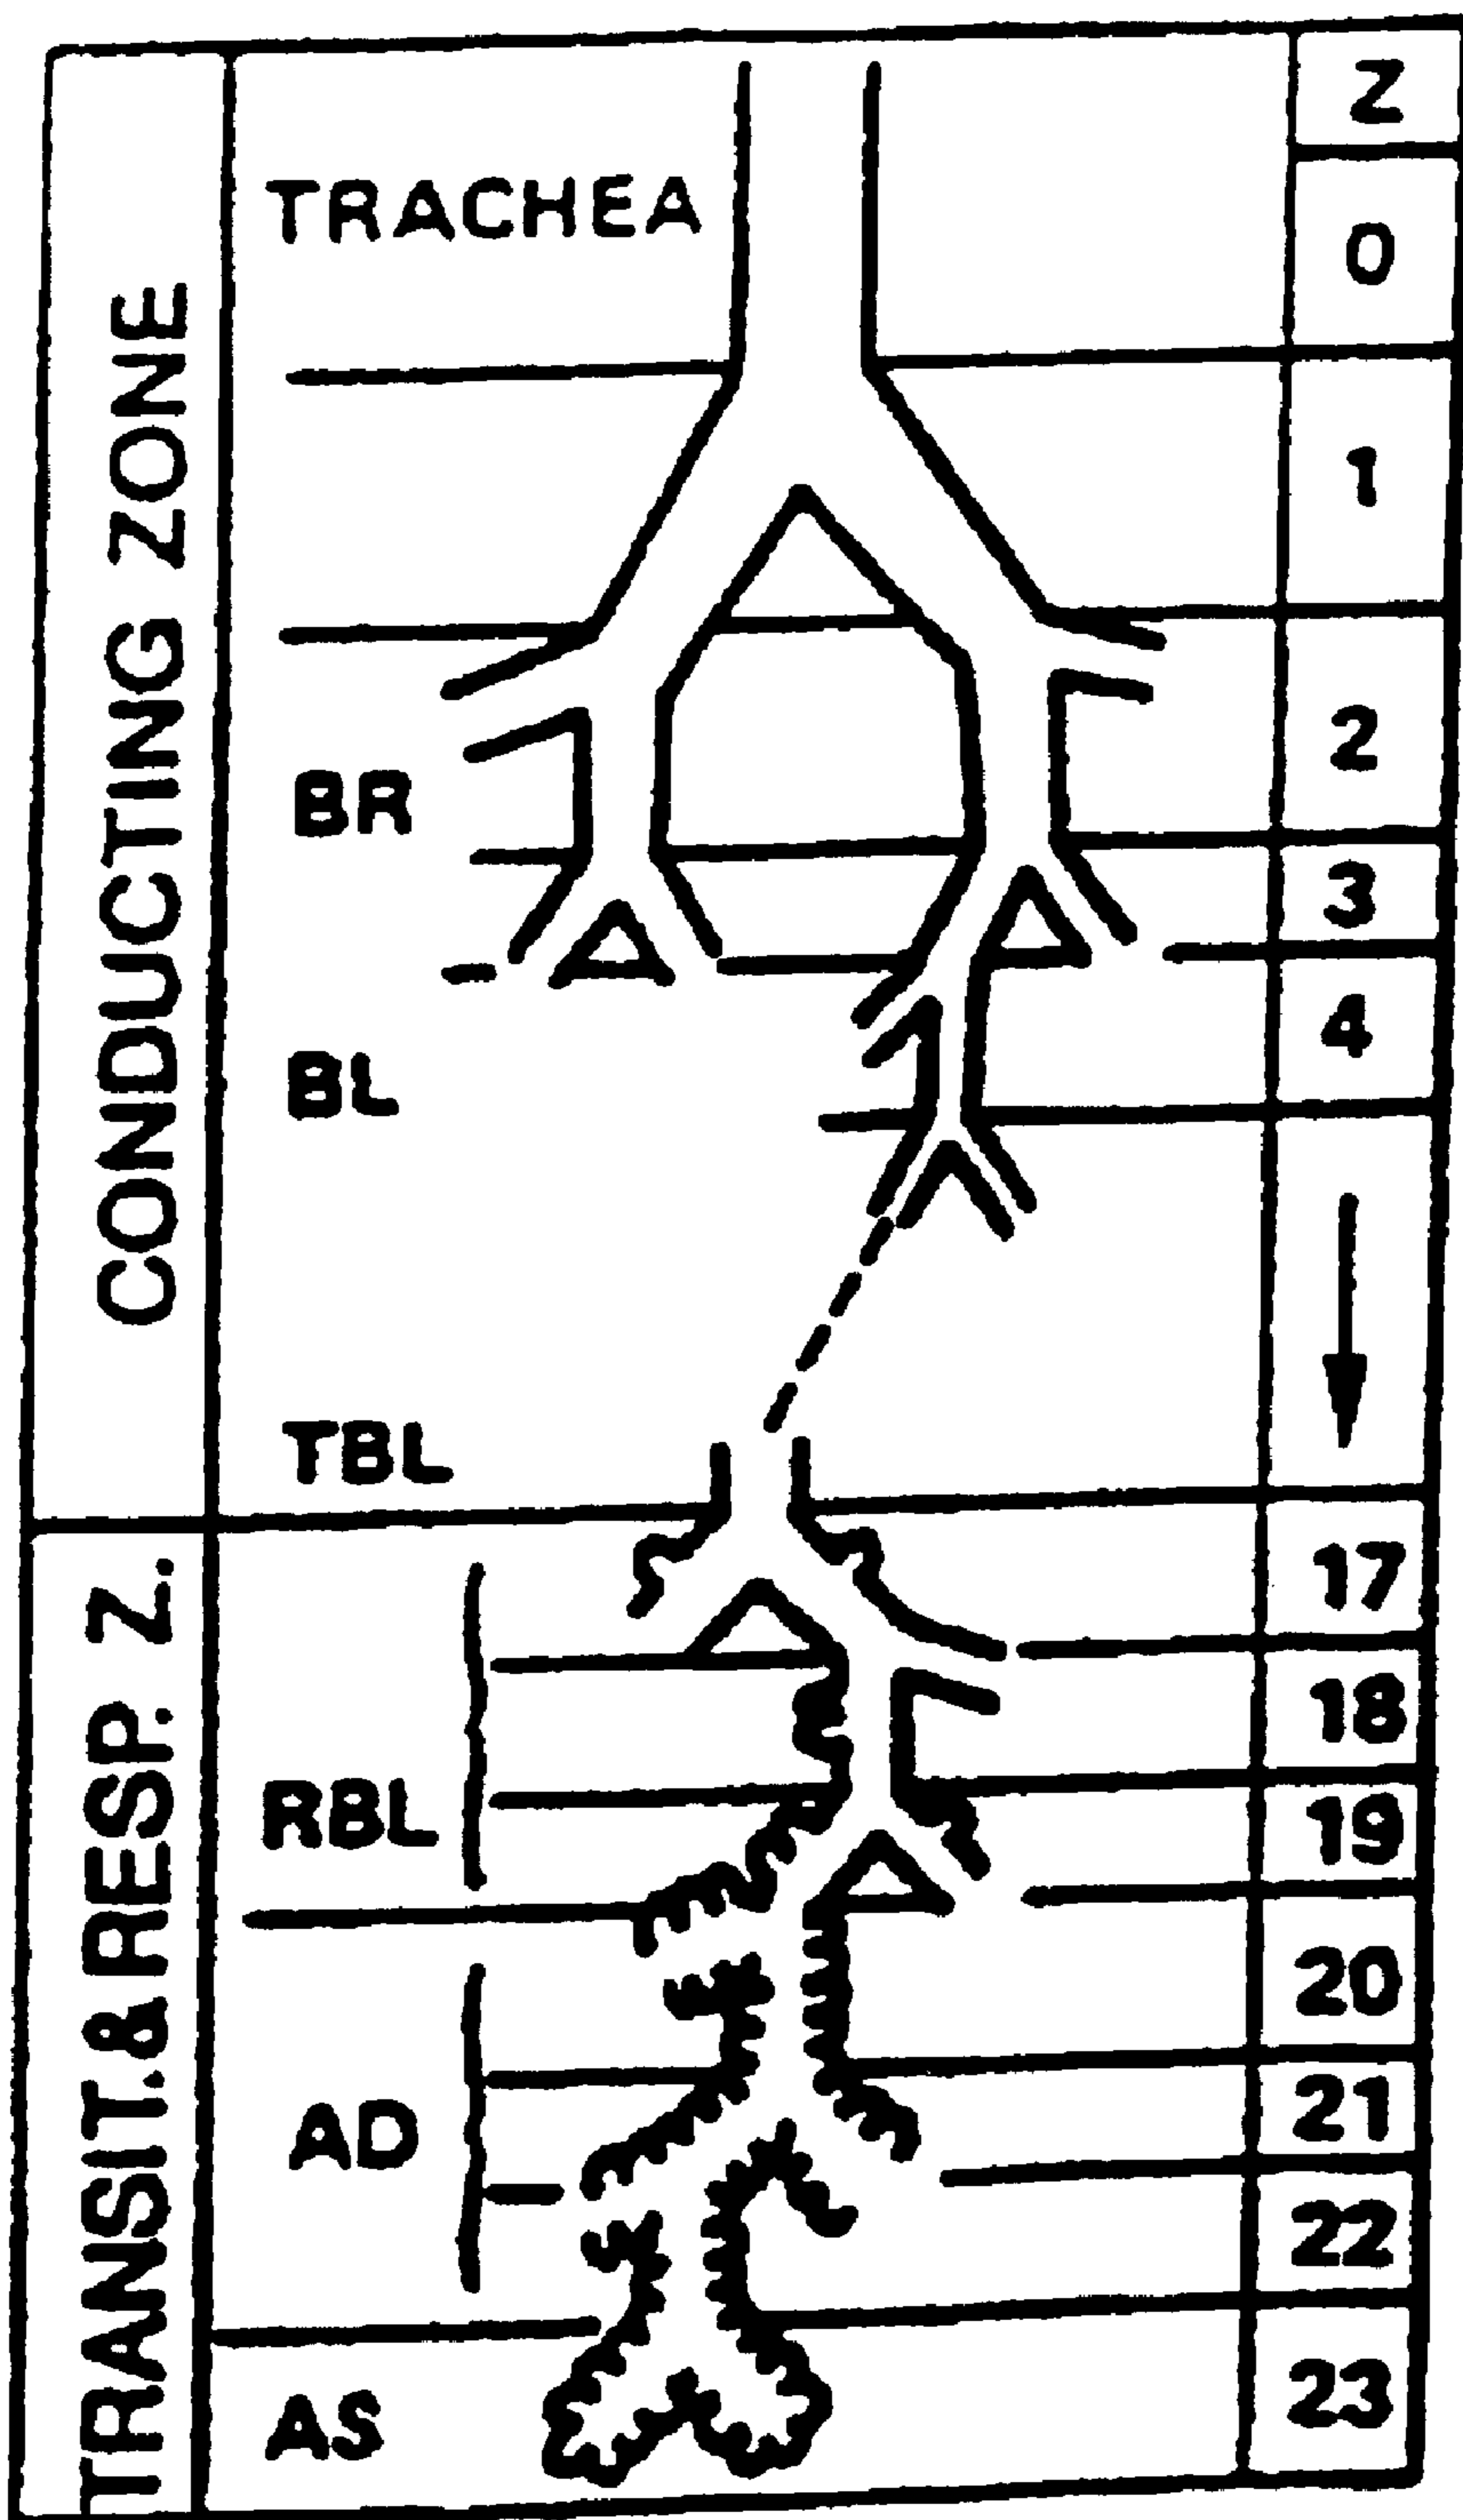 Z
TRACHEA
0
CONDUCTING ZONE
1
2
BR
3
4
BL
TBL
17
TRANSIT.& RESP. Z.
18
RBL
19
20
AD
21
22
AS
23